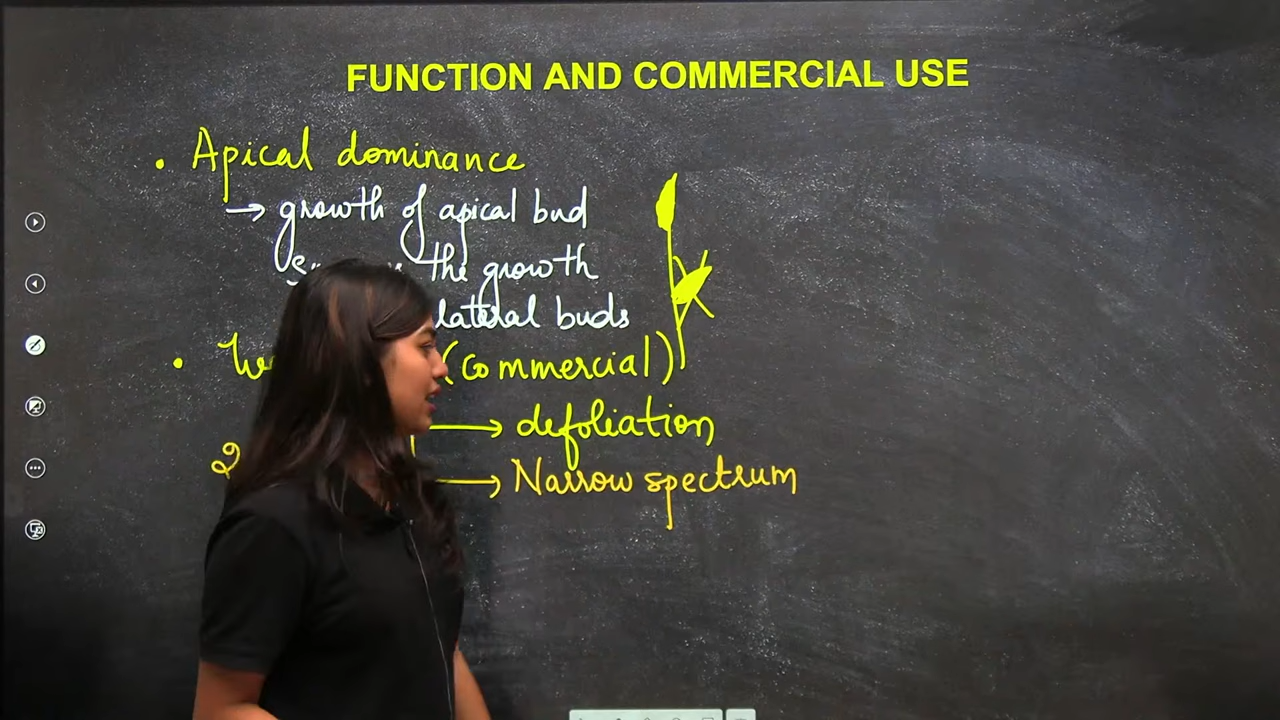 FUNCTION AND COMMERCIAL USE
• Apical dominance
→ growth of apical bud
the growth
lateral buds
• (Commercial)
→ defoliation
2
→ Narrow spectrum